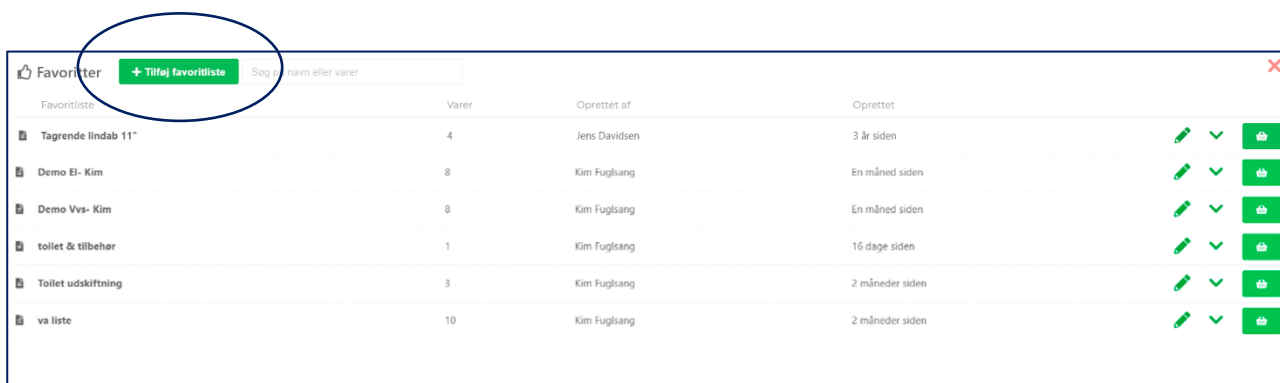 Favoritter + Tilføj favoritliste Søg på navn eller varer
Favoritliste Varer Oprettet af Oprettet
Tagrende lindab 11" 4 Jens Davidsen 3 år siden
Demo El- Kim 8 Kim Fuglsang En måned siden
Demo Vvs- Kim 8 Kim Fuglsang En måned siden
toilet & tilbehør 1 Kim Fuglsang 16 dage siden
Toilet udskiftning 3 Kim Fuglsang 2 måneder siden
va liste 10 Kim Fuglsang 2 måneder siden